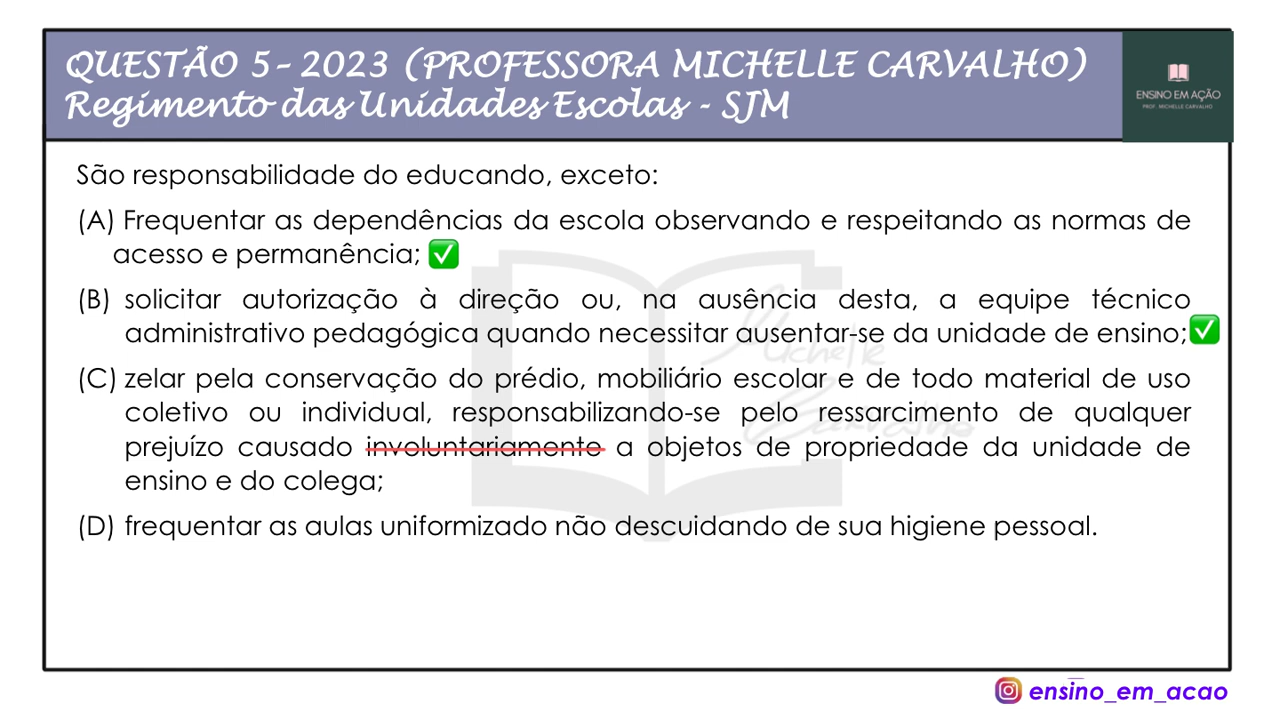 QUESTÃO 5- 2023 (PROFESSORA MICHELLE CARVALHO)
Regimento das Unidades Escolas - SJM
ENSINO EM AÇÃO
PROF. MICHELLE CARVALHO
São responsabilidade do educando, exceto:
(A) Frequentar as dependências da escola observando e respeitando as normas de
acesso e permanência; ✅
(B) solicitar autorização à direção ou, na ausência desta, a equipe técnico
administrativo pedagógica quando necessitar ausentar-se da unidade de ensino;✅
(C) zelar pela conservação do prédio, mobiliário escolar e de todo material de uso
coletivo ou individual, responsabilizando-se pelo ressarcimento de qualquer
prejuízo causado involuntariamente a objetos de propriedade da unidade de
ensino e do colega;
(D) frequentar as aulas uniformizado não descuidando de sua higiene pessoal.
Michelle
Carvalho
ensino_em_acao